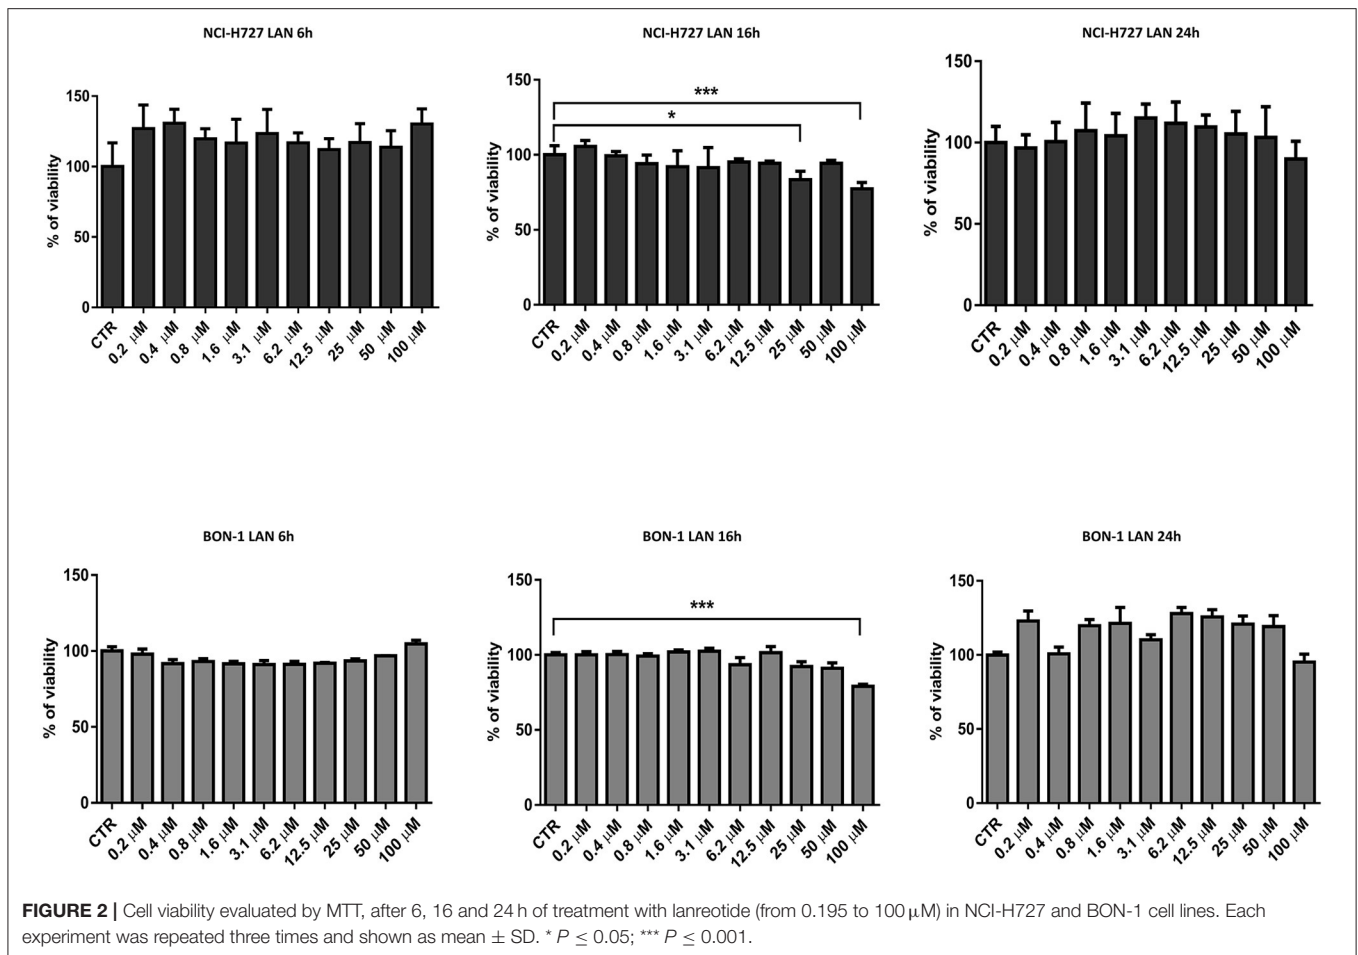 NCI-H727 LAN 6h
% of viability
150
100
50
0
CTR
0.2 μM
0.4 μM
0.8 μM
1.6 μM
3.1 μM
6.2 μM
12.5 μM
25 μM
50 μM
100 μM
NCI-H727 LAN 16h
% of viability
150
100
50
0
***
*
CTR
0.2 μM
0.4 μM
0.8 μM
1.6 μM
3.1 μM
6.2 μM
12.5 μM
25 μM
50 μM
100 μM
NCI-H727 LAN 24h
% of viability
150
100
50
0
CTR
0.2 μM
0.4 μM
0.8 μM
1.6 μM
3.1 μM
6.2 μM
12.5 μM
25 μM
50 μM
100 μM
BON-1 LAN 6h
% of viability
150
100
50
0
CTR
0.2 μM
0.4 μM
0.8 μM
1.6 μM
3.1 μM
6.2 μM
12.5 μM
25 μM
50 μM
100 μM
BON-1 LAN 16h
% of viability
150
100
50
0
***
CTR
0.2 μM
0.4 μM
0.8 μM
1.6 μM
3.1 μM
6.2 μM
12.5 μM
25 μM
50 μM
100 μM
BON-1 LAN 24h
% of viability
150
100
50
0
CTR
0.2 μM
0.4 μM
0.8 μM
1.6 μM
3.1 μM
6.2 μM
12.5 μM
25 μM
50 μM
100 μM
FIGURE 2 | Cell viability evaluated by MTT, after 6, 16 and 24 h of treatment with lanreotide (from 0.195 to 100 μM) in NCI-H727 and BON-1 cell lines. Each
experiment was repeated three times and shown as mean ± SD. * P ≤ 0.05; *** P ≤ 0.001.